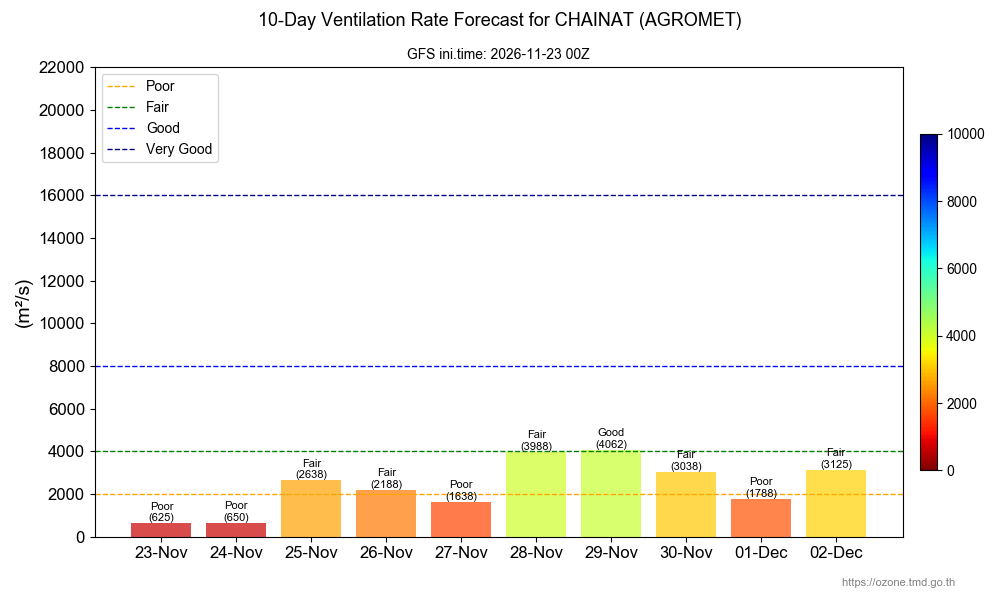 10-Day Ventilation Rate Forecast for CHAINAT (AGROMET)
GFS ini.time: 2026-11-23 00Z
(m²/s)
22000
20000
18000
16000
14000
12000
10000
8000
6000
4000
2000
0
Poor
Fair
Good
Very Good
Poor
(625)
Poor
(650)
Fair
(2638)
Fair
(2188)
Poor
(1638)
Fair
(3988)
Good
(4062)
Fair
(3038)
Poor
(1788)
Fair
(3125)
23-Nov
24-Nov
25-Nov
26-Nov
27-Nov
28-Nov
29-Nov
30-Nov
01-Dec
02-Dec
10000
8000
6000
4000
2000
0
https://ozone.tmd.go.th